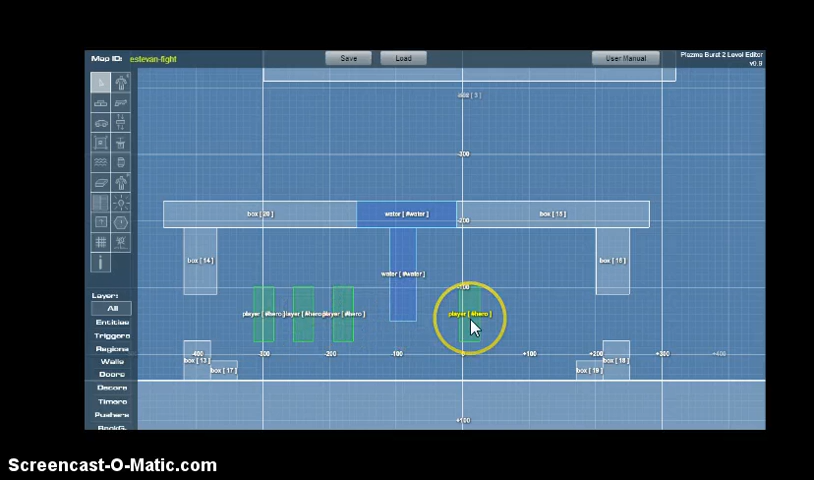 Map ID: estevan-fight Save Load User Manual Plazma Burst 2 Level Editor
v0.9
-300
box [ 20 ] water [ #water ] box [ 15 ]
-200
box [ 14 ] box [ 16 ]
water [ #water ]
-100
player [ #hero ] player [ #hero ] player [ #hero ]
-400 -300 -200 -100 0 +100 +200 +300 +400
box [ 13 ] box [ 18 ]
box [ 17 ] box [ 19 ]
+100
Layer:
All
Entities
Triggers
Regions
Walls
Doors
Decors
Timers
Pushers
BackG.
Screencast-O-Matic.com